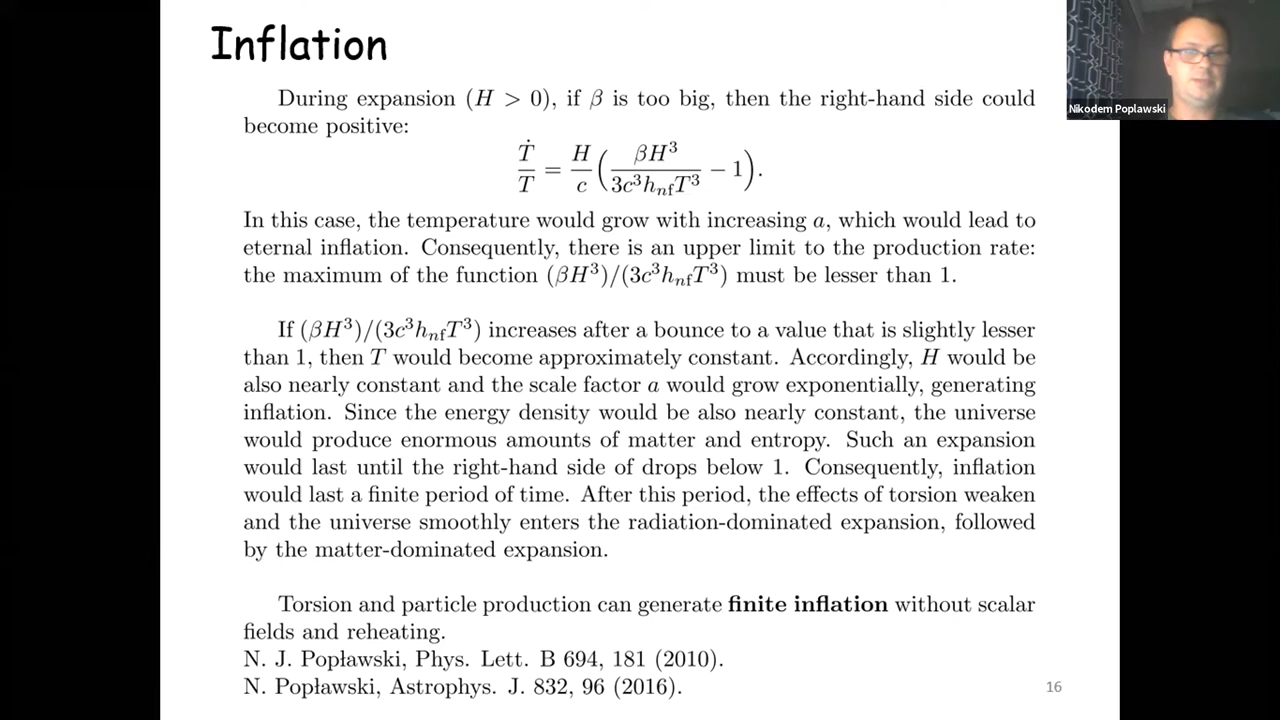 Inflation
Nikodem Poplawski
During expansion (H > 0), if β is too big, then the right-hand side could
become positive:
Ṫ/T = H/c (βH³/3c³hₙfT³ − 1).
In this case, the temperature would grow with increasing a, which would lead to
eternal inflation. Consequently, there is an upper limit to the production rate:
the maximum of the function (βH³)/(3c³hₙfT³) must be lesser than 1.
If (βH³)/(3c³hₙfT³) increases after a bounce to a value that is slightly lesser
than 1, then T would become approximately constant. Accordingly, H would be
also nearly constant and the scale factor a would grow exponentially, generating
inflation. Since the energy density would be also nearly constant, the universe
would produce enormous amounts of matter and entropy. Such an expansion
would last until the right-hand side of drops below 1. Consequently, inflation
would last a finite period of time. After this period, the effects of torsion weaken
and the universe smoothly enters the radiation-dominated expansion, followed
by the matter-dominated expansion.
Torsion and particle production can generate finite inflation without scalar
fields and reheating.
N. J. Popławski, Phys. Lett. B 694, 181 (2010).
N. Popławski, Astrophys. J. 832, 96 (2016).
16